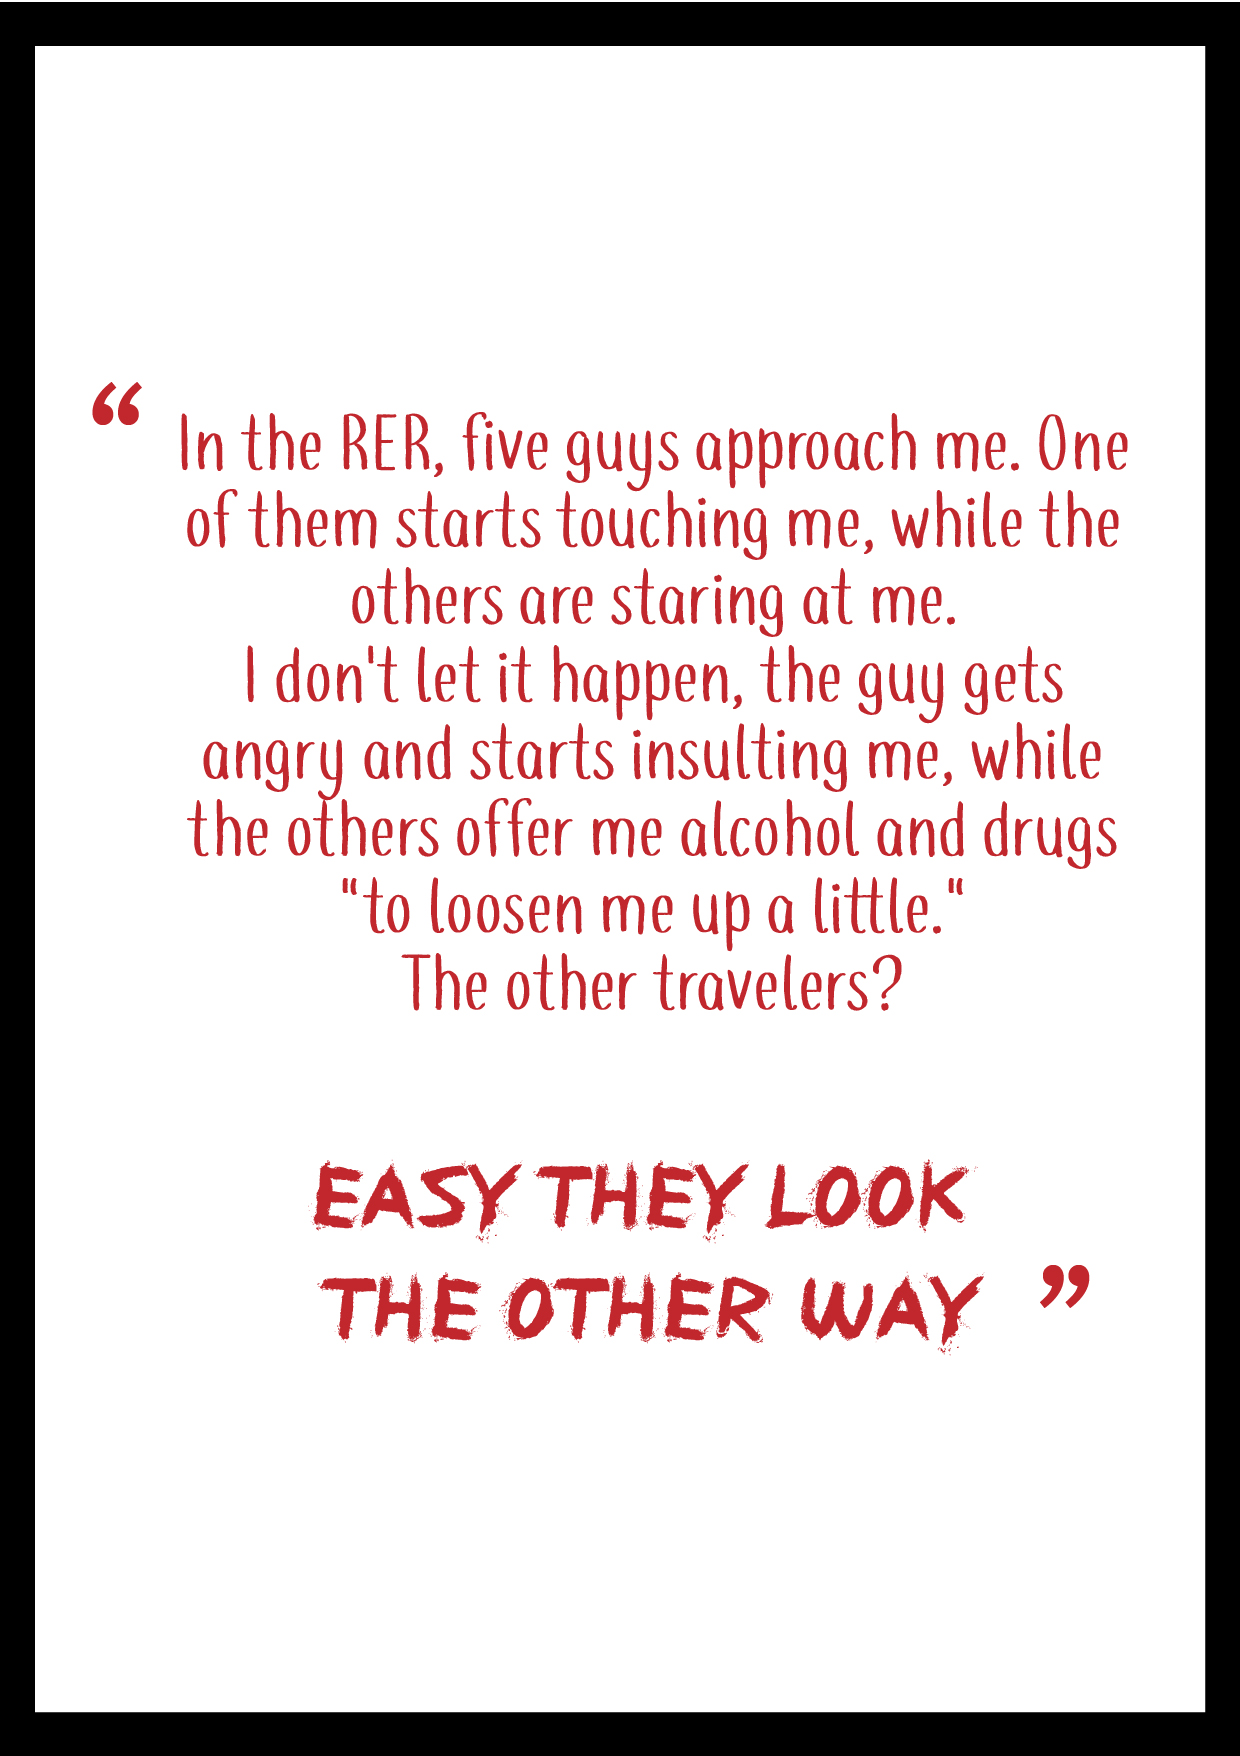 “ In the RER, five guys approach me. One
of them starts touching me, while the
others are staring at me.
I don't let it happen, the guy gets
angry and starts insulting me, while
the others offer me alcohol and drugs
“to loosen me up a little.“
The other travelers?
EASY THEY LOOK
THE OTHER WAY ”